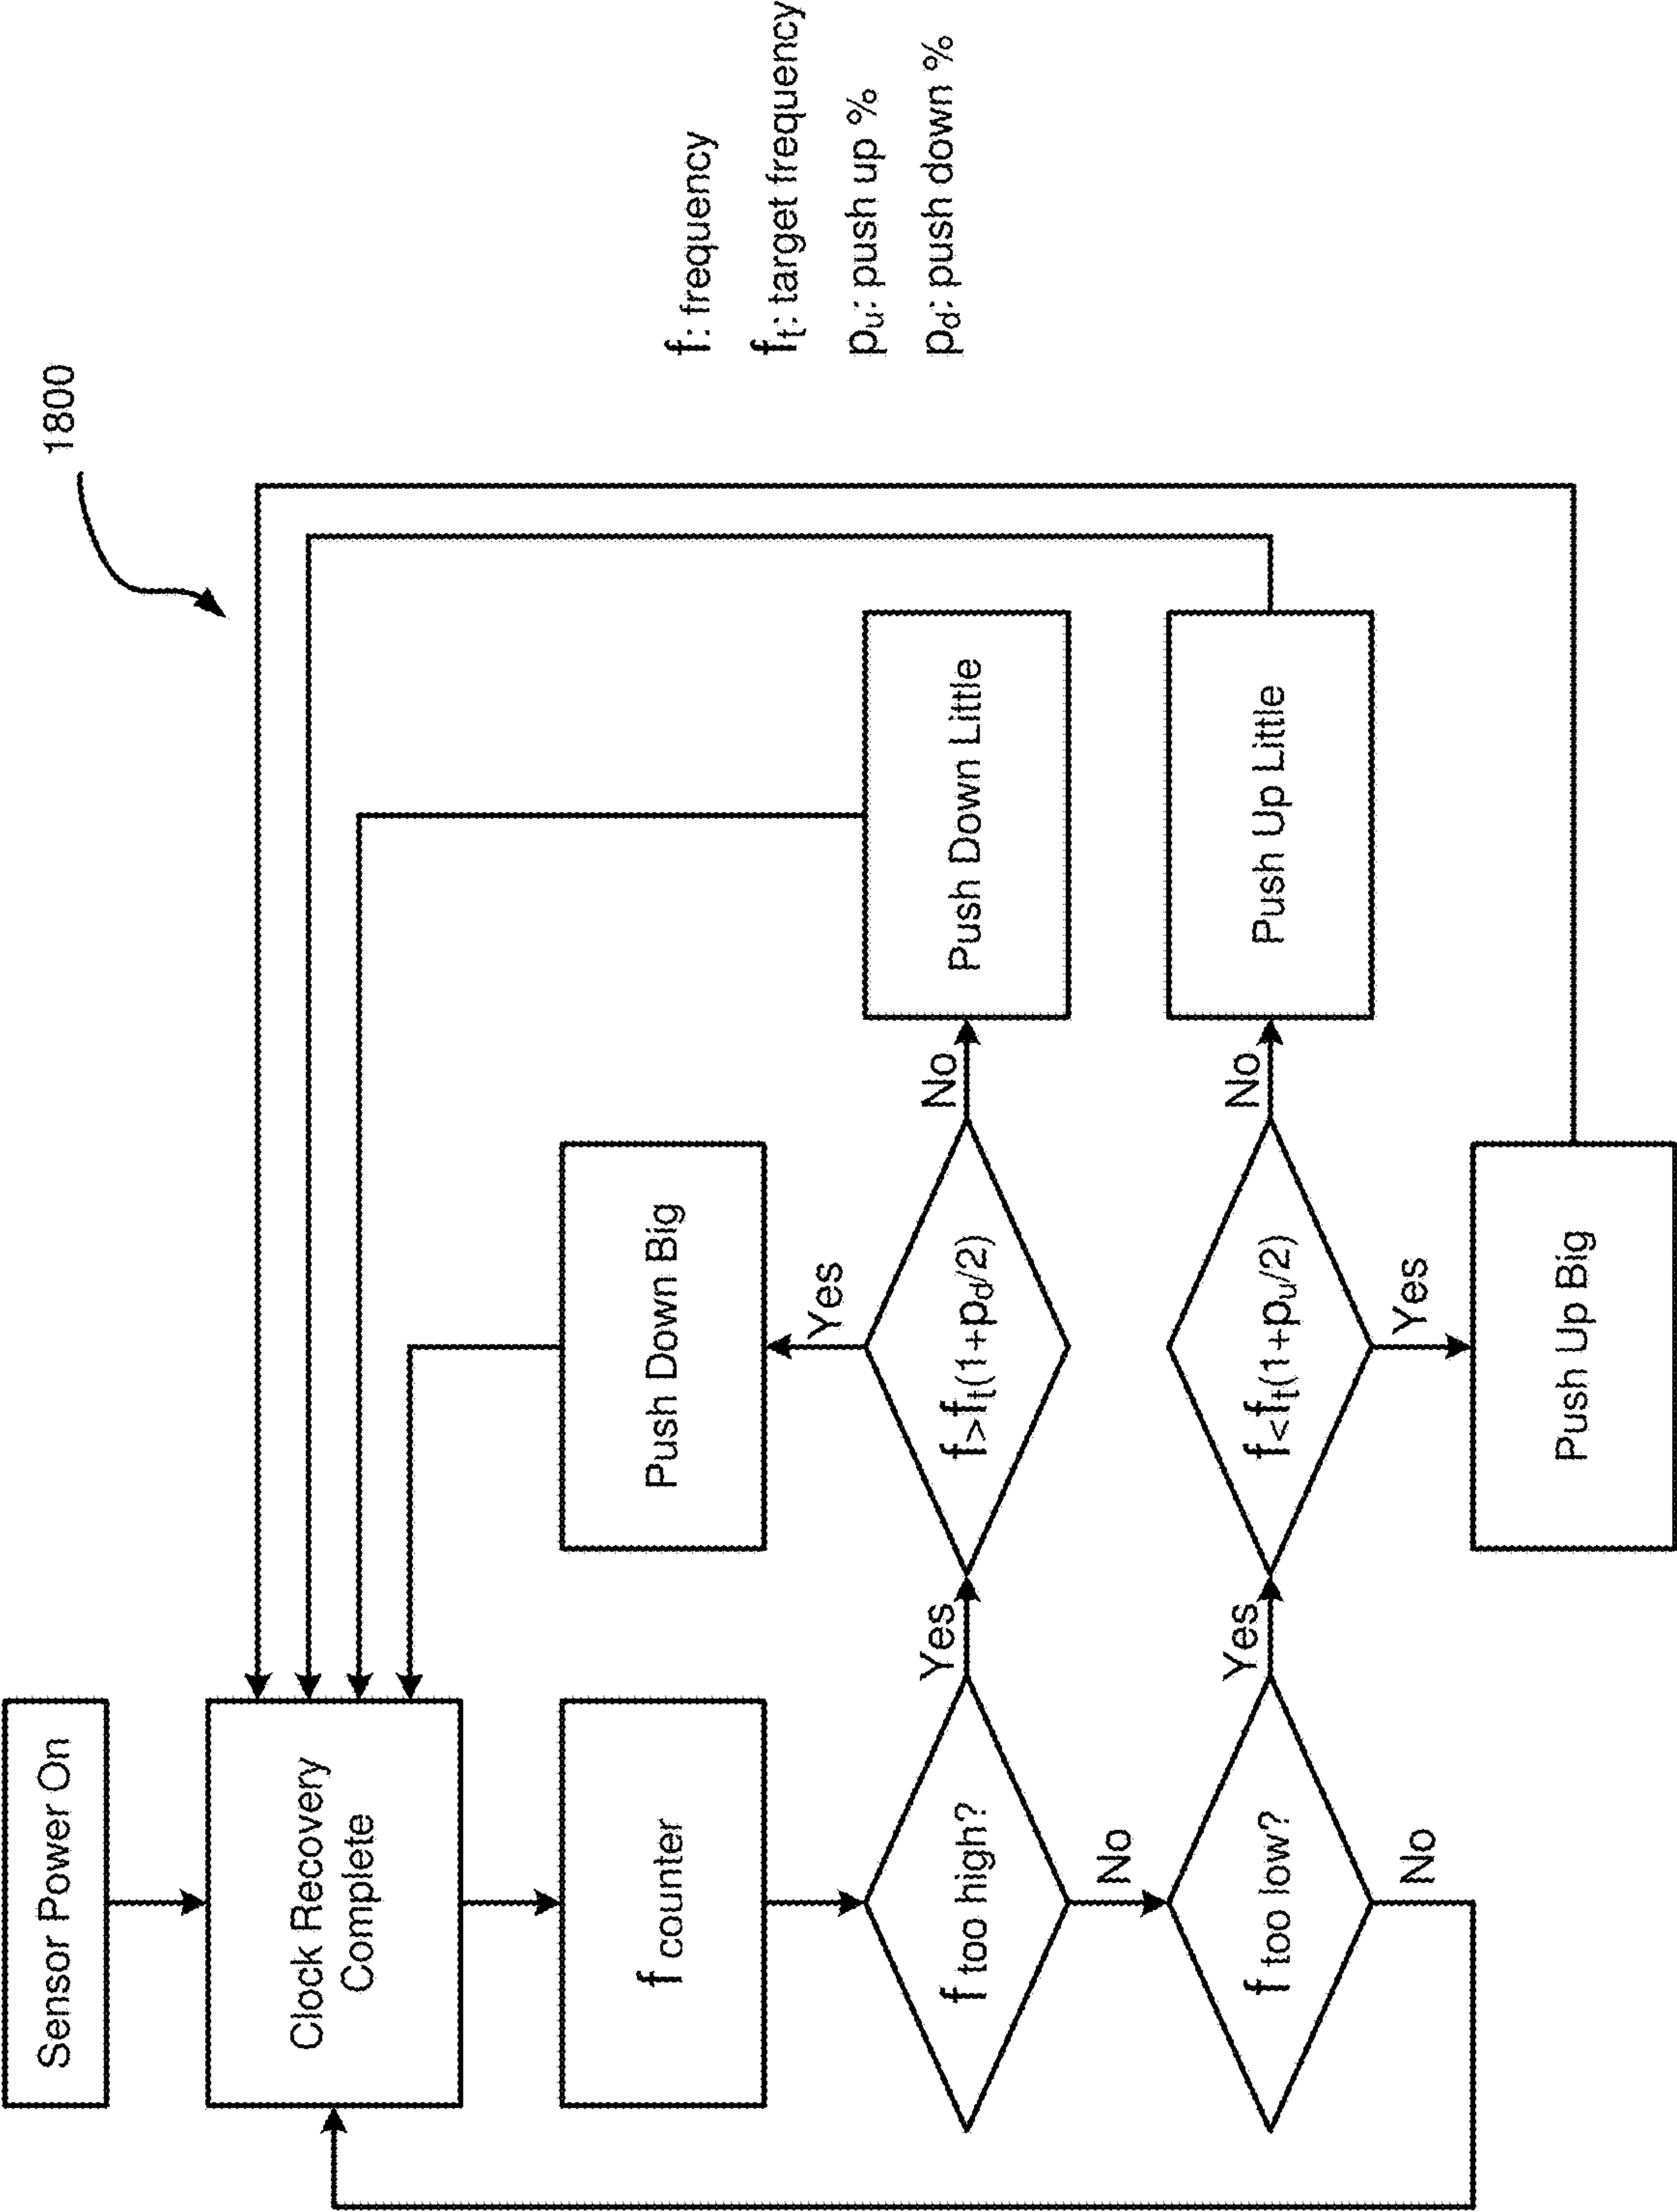 1800
Sensor Power On
Clock Recovery
Complete
f counter
f too high?
Yes
No
f too low?
Yes
No
f>ft(1+pd/2)
Yes
No
Push Down Big
Push Down Little
f<ft(1+pu/2)
No
Yes
Push Up Little
Push Up Big
f: frequency
ft: target frequency
pu: push up %
pd: push down %